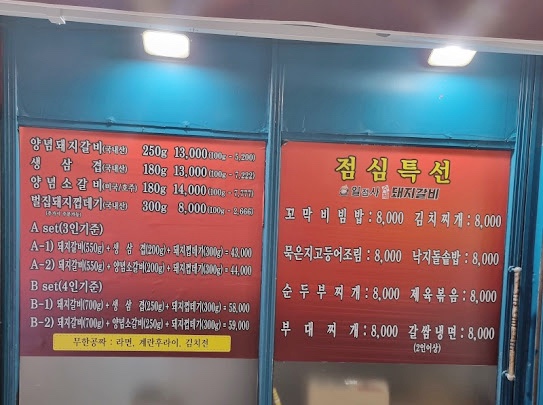 양념돼지갈비(국내산) 250g 13,000(100g - 5,200)
생 삼 겹(국내산) 180g 13,000(100g - 7,222)
양념소갈비(미국/호주) 180g 14,000(100g - 7,777)
벌집돼지껍데기(국내산) 300g 8,000(100g - 2,666)
A set(3인기준)
A-1) 돼지갈비(550g) + 생 삼 겹(200g) + 돼지껍데기(300g) = 43,000
A-2) 돼지갈비(550g) + 양념소갈비(200g) + 돼지껍데기(300g) = 44,000
B set(4인기준)
B-1) 돼지갈비(700g) + 생 삼 겹(250g) + 돼지껍데기(300g) = 58,000
B-2) 돼지갈비(700g) + 양념소갈비(250g) + 돼지껍데기(300g) = 59,000
무한공짜 : 라면, 계란후라이, 김치전
점심특선
돼지갈비
꼬막비빔밥 : 8,000 김치찌개 : 8,000
묵은지고등어조림 : 8,000 낙지돌솥밥 : 8,000
순두부찌개 : 8,000 제육볶음 : 8,000
부대찌개 : 8,000 갈쌈냉면 : 8,000
(2인이상)